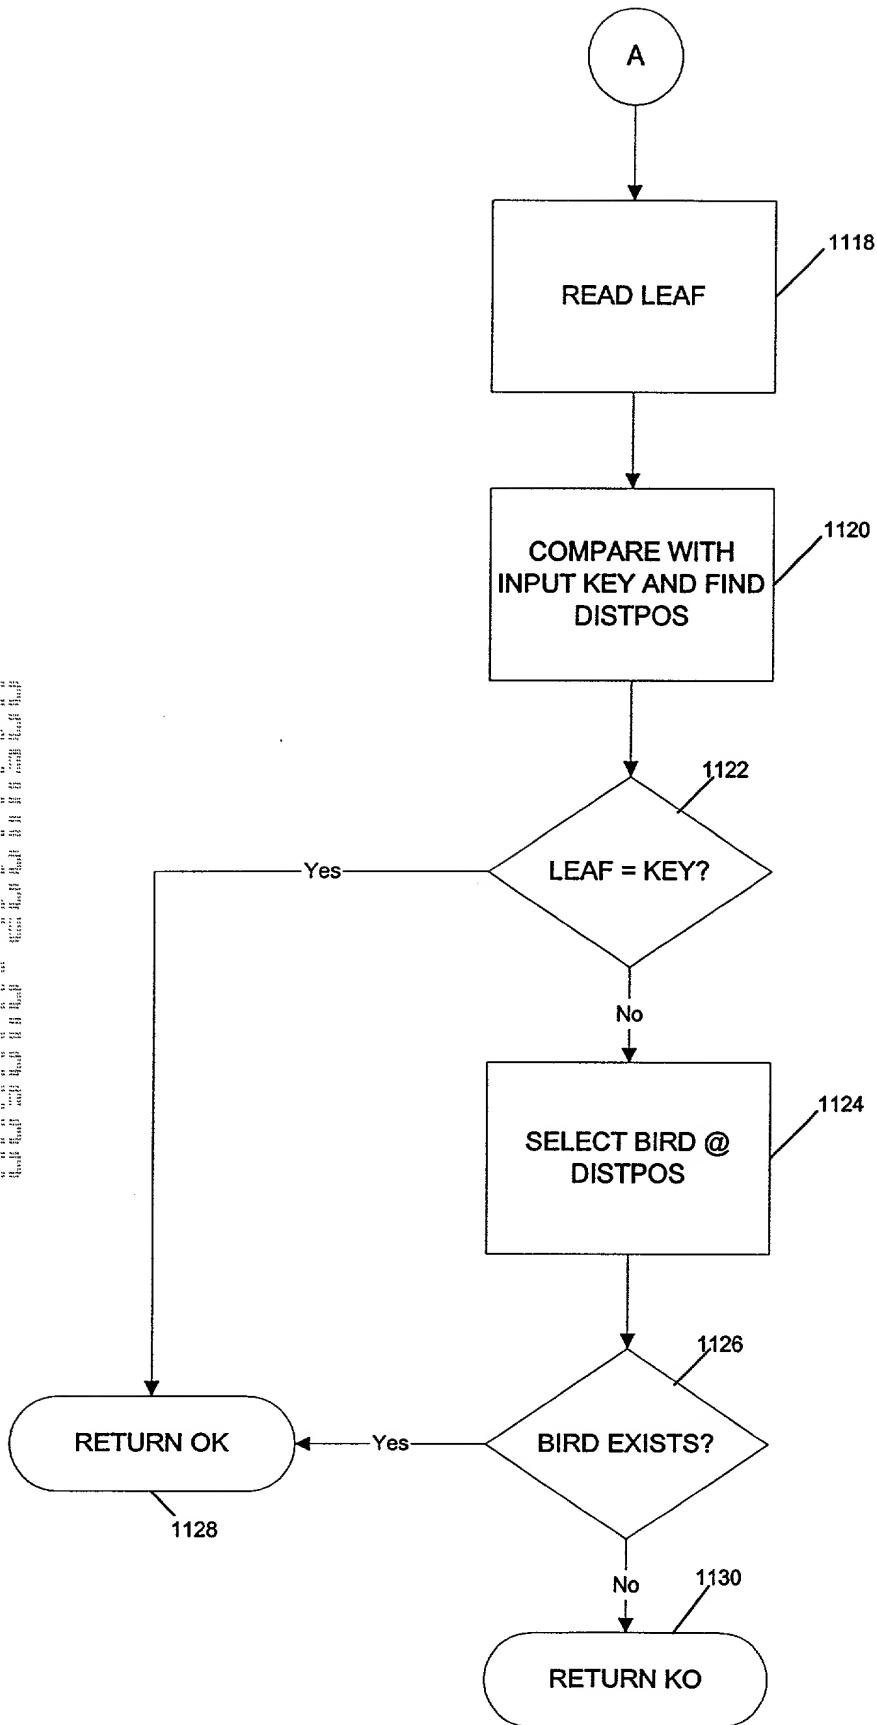 A
READ LEAF
1118
COMPARE WITH
INPUT KEY AND FIND
DISTPOS
1120
1122
LEAF = KEY?
Yes
No
SELECT BIRD @
DISTPOS
1124
1126
BIRD EXISTS?
Yes
RETURN OK
1128
No
1130
RETURN KO